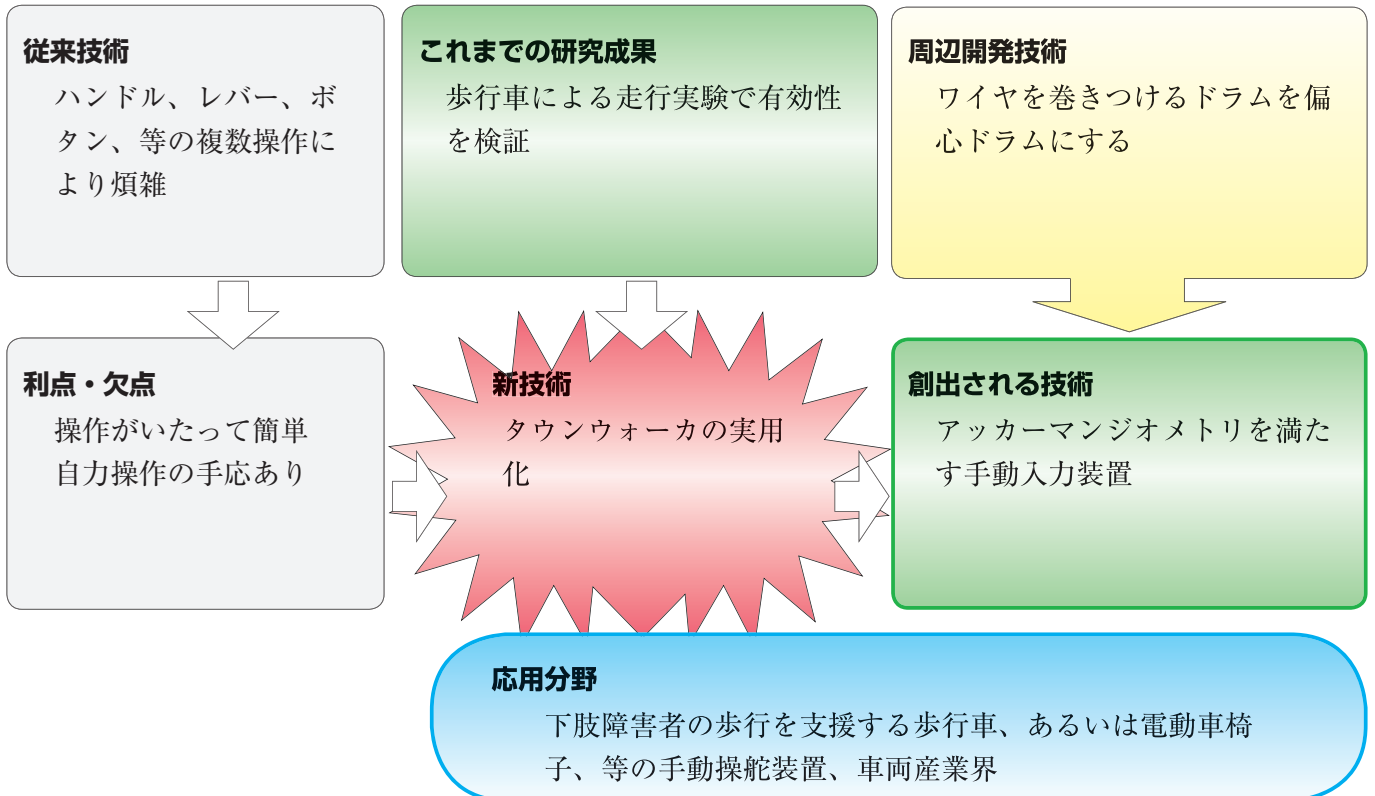 従来技術
ハンドル、レバー、ボ
タン、等の複数操作に
より煩雑
これまでの研究成果
歩行車による走行実験で有効性
を検証
周辺開発技術
ワイヤを巻きつけるドラムを偏
心ドラムにする
利点・欠点
操作がいたって簡単
自力操作の手応あり
新技術
タウンウォーカの実用
化
創出される技術
アッカーマンジオメトリを満た
す手動入力装置
応用分野
下肢障害者の歩行を支援する歩行車、あるいは電動車椅
子、等の手動操舵装置、車両産業界